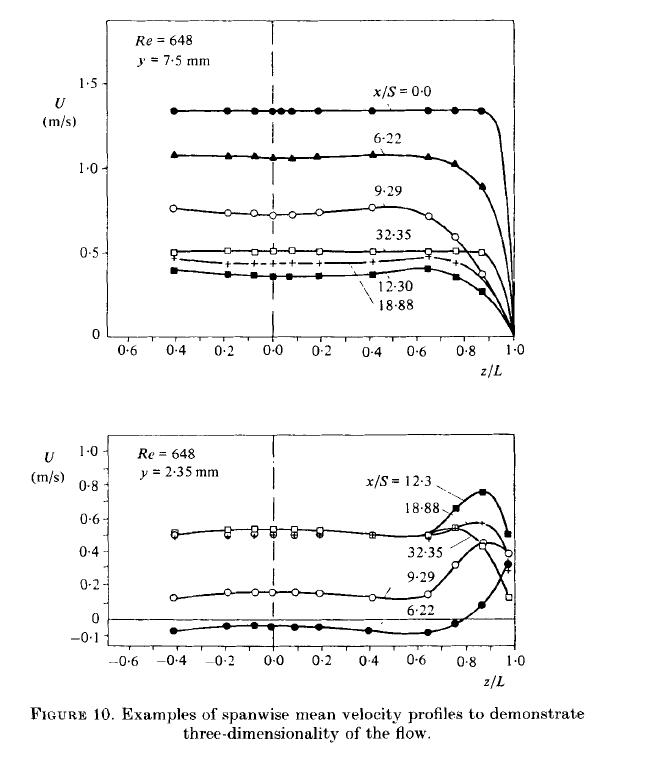 Re = 648
y = 7·5 mm
1·5
U
(m/s)
x/S = 0·0
6·22
1·0
9·29
32·35
0·5
12·30
18·88
0
0·6 0·4 0·2 0·0 0·2 0·4 0·6 0·8 1·0
z/L
U
(m/s)
1·0
Re = 648
y = 2·35 mm
x/S = 12·3
0·8
18·88
0·6
32·35
0·4
9·29
0·2
6·22
0
−0·1
−0·6 −0·4 −0·2 0·0 0·2 0·4 0·6 0·8 1·0
z/L
FIGURE 10. Examples of spanwise mean velocity profiles to demonstrate
three-dimensionality of the flow.